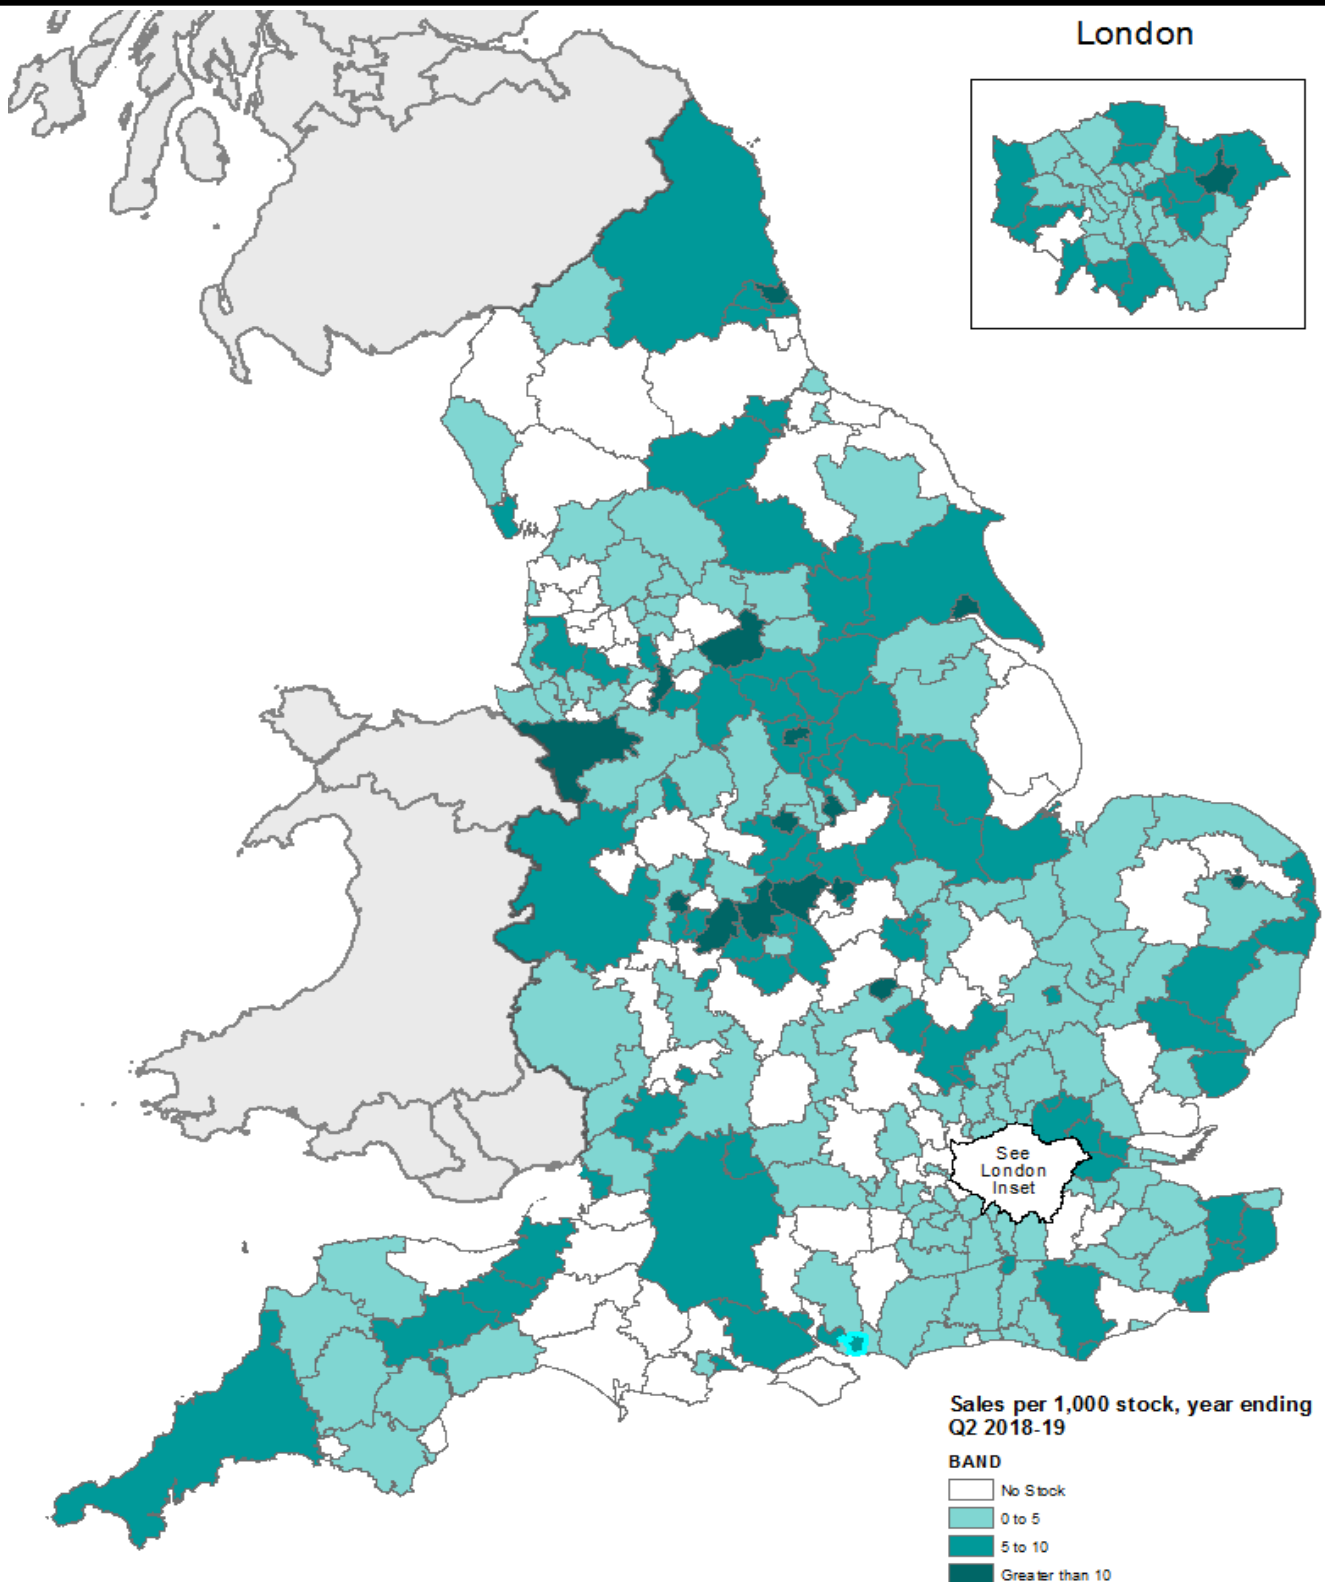 London
See
London
Inset
Sales per 1,000 stock, year ending
Q2 2018-19
BAND
No Stock
0 to 5
5 to 10
Greater than 10